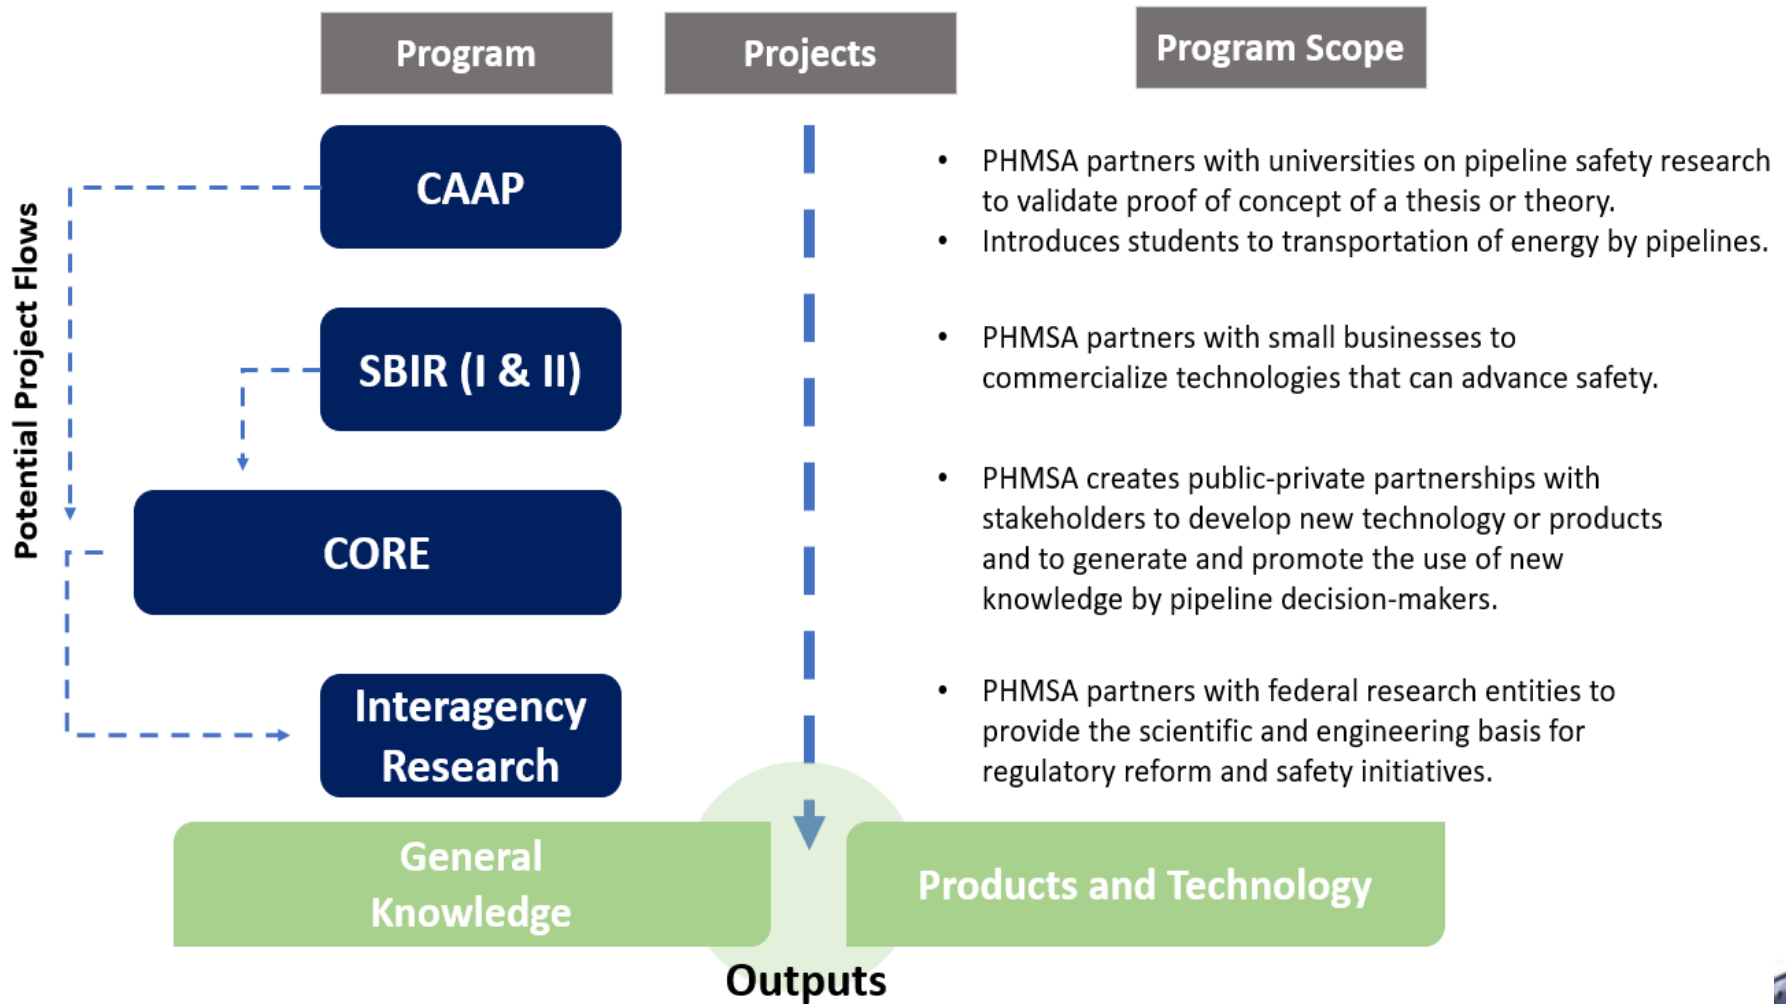 Program
Projects
Program Scope
Potential Project Flows
CAAP
• PHMSA partners with universities on pipeline safety research
to validate proof of concept of a thesis or theory.
• Introduces students to transportation of energy by pipelines.
SBIR (I & II)
• PHMSA partners with small businesses to
commercialize technologies that can advance safety.
CORE
• PHMSA creates public-private partnerships with
stakeholders to develop new technology or products
and to generate and promote the use of new
knowledge by pipeline decision-makers.
Interagency
Research
• PHMSA partners with federal research entities to
provide the scientific and engineering basis for
regulatory reform and safety initiatives.
General
Knowledge
Products and Technology
Outputs